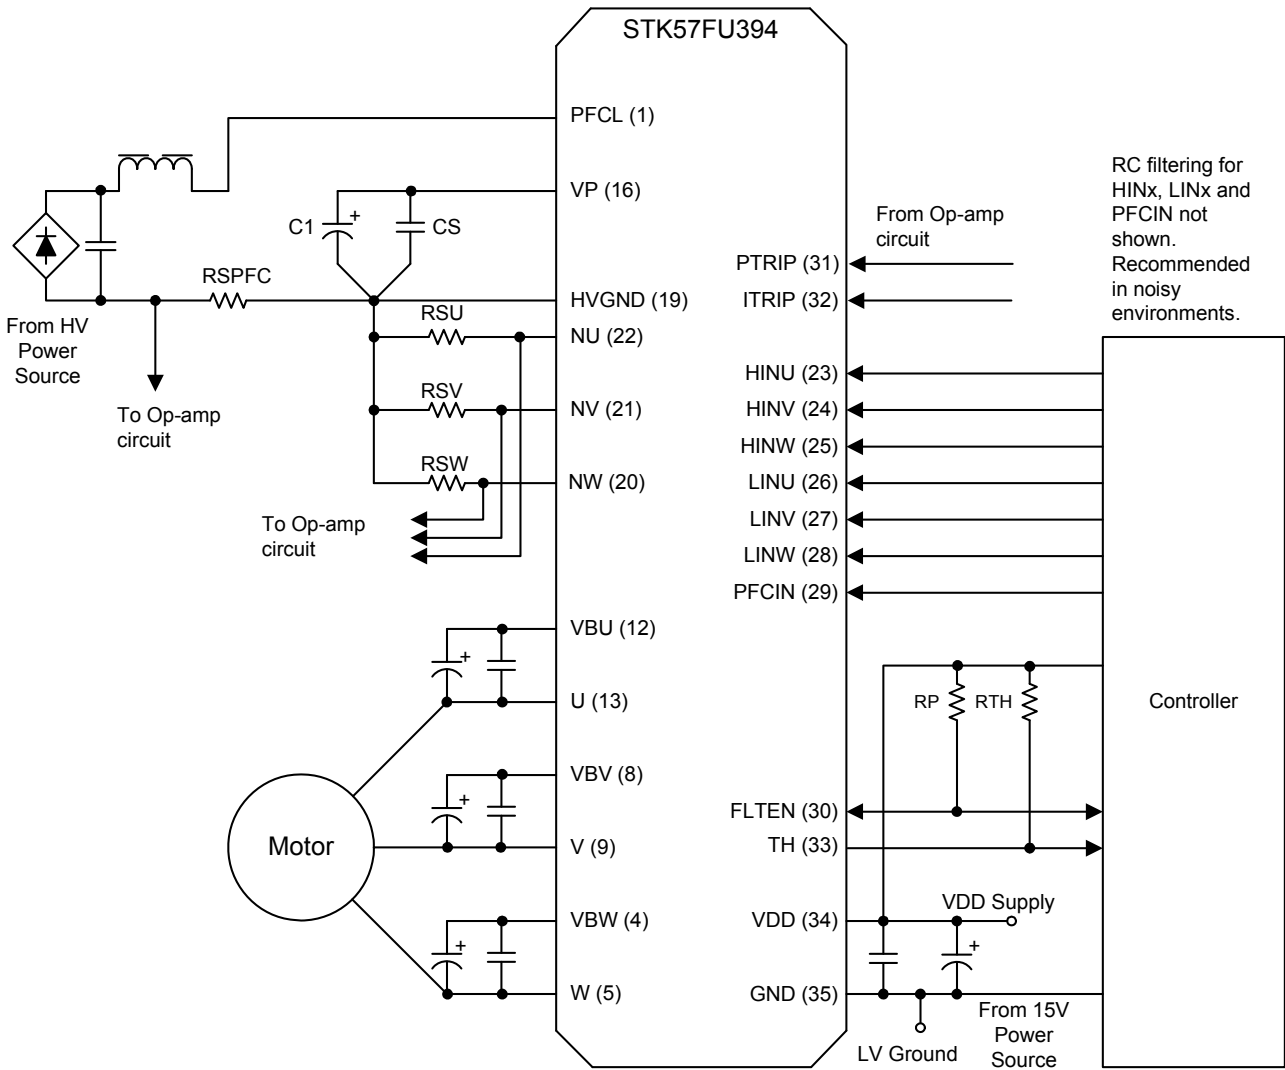 STK57FU394
PFCL (1)
VP (16)
C1
+
CS
RSPFC
HVGND (19)
From HV
Power
Source
To Op-amp
circuit
RSU
NU (22)
RSV
NV (21)
RSW
NW (20)
To Op-amp
circuit
VBU (12)
+
U (13)
VBV (8)
+
V (9)
VBW (4)
+
W (5)
Motor
From Op-amp
circuit
PTRIP (31)
ITRIP (32)
HINU (23)
HINV (24)
HINW (25)
LINU (26)
LINV (27)
LINW (28)
PFCIN (29)
RP
RTH
FLTEN (30)
TH (33)
VDD (34)
VDD Supply
+
GND (35)
LV Ground
From 15V
Power
Source
RC filtering for
HINx, LINx and
PFCIN not
shown.
Recommended
in noisy
environments.
Controller